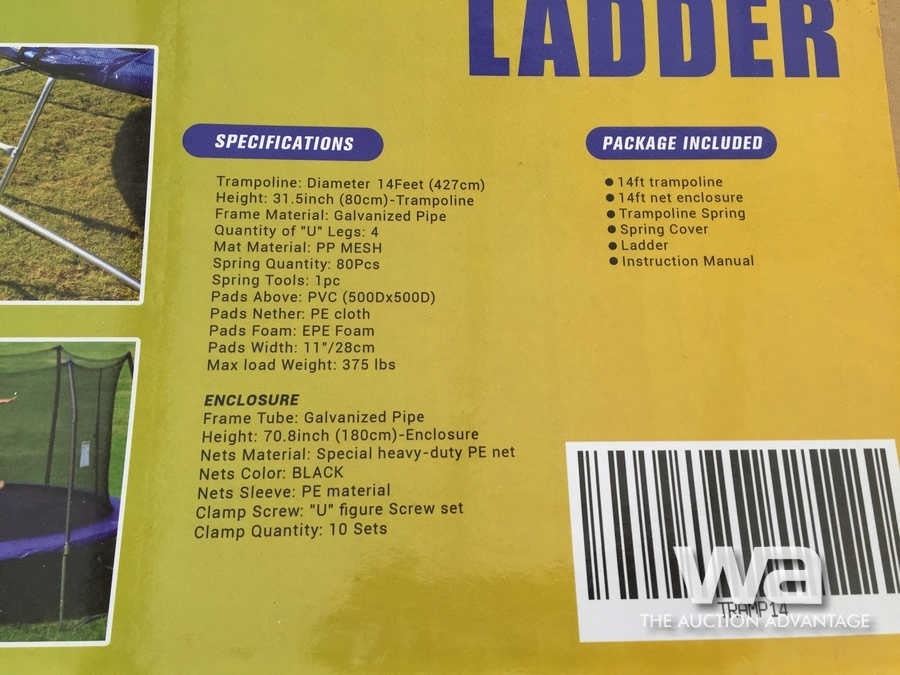 LADDER
SPECIFICATIONS
Trampoline: Diameter 14Feet (427cm)
Height: 31.5inch (80cm)-Trampoline
Frame Material: Galvanized Pipe
Quantity of "U" Legs: 4
Mat Material: PP MESH
Spring Quantity: 80Pcs
Spring Tools: 1pc
Pads Above: PVC (500Dx500D)
Pads Nether: PE cloth
Pads Foam: EPE Foam
Pads Width: 11"/28cm
Max load Weight: 375 lbs
ENCLOSURE
Frame Tube: Galvanized Pipe
Height: 70.8inch (180cm)-Enclosure
Nets Material: Special heavy-duty PE net
Nets Color: BLACK
Nets Sleeve: PE material
Clamp Screw: "U" figure Screw set
Clamp Quantity: 10 Sets
PACKAGE INCLUDED
● 14ft trampoline
● 14ft net enclosure
● Trampoline Spring
● Spring Cover
● Ladder
● Instruction Manual
wa
TRAMP14
THE AUCTION ADVANTAGE